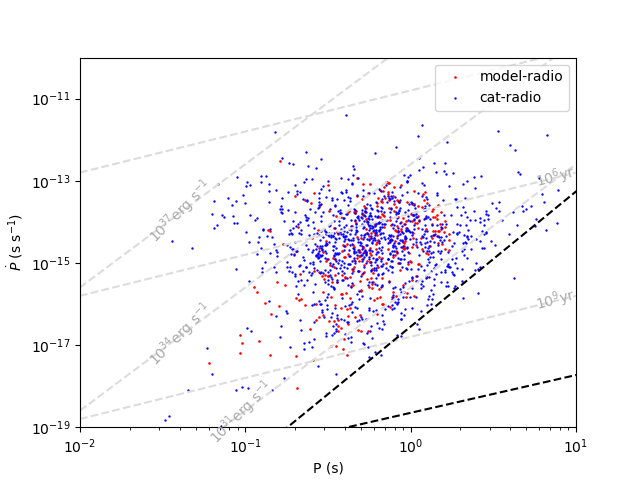 model-radio
cat-radio
10^{37} erg s^{-1}
10^{34} erg s^{-1}
10^{31} erg s^{-1}
10^6 yr
10^9 yr
10^{-11}
10^{-13}
10^{-15}
10^{-17}
10^{-19}
Ṗ (s s^{-1})
10^{-2}
10^{-1}
10^0
10^1
P (s)